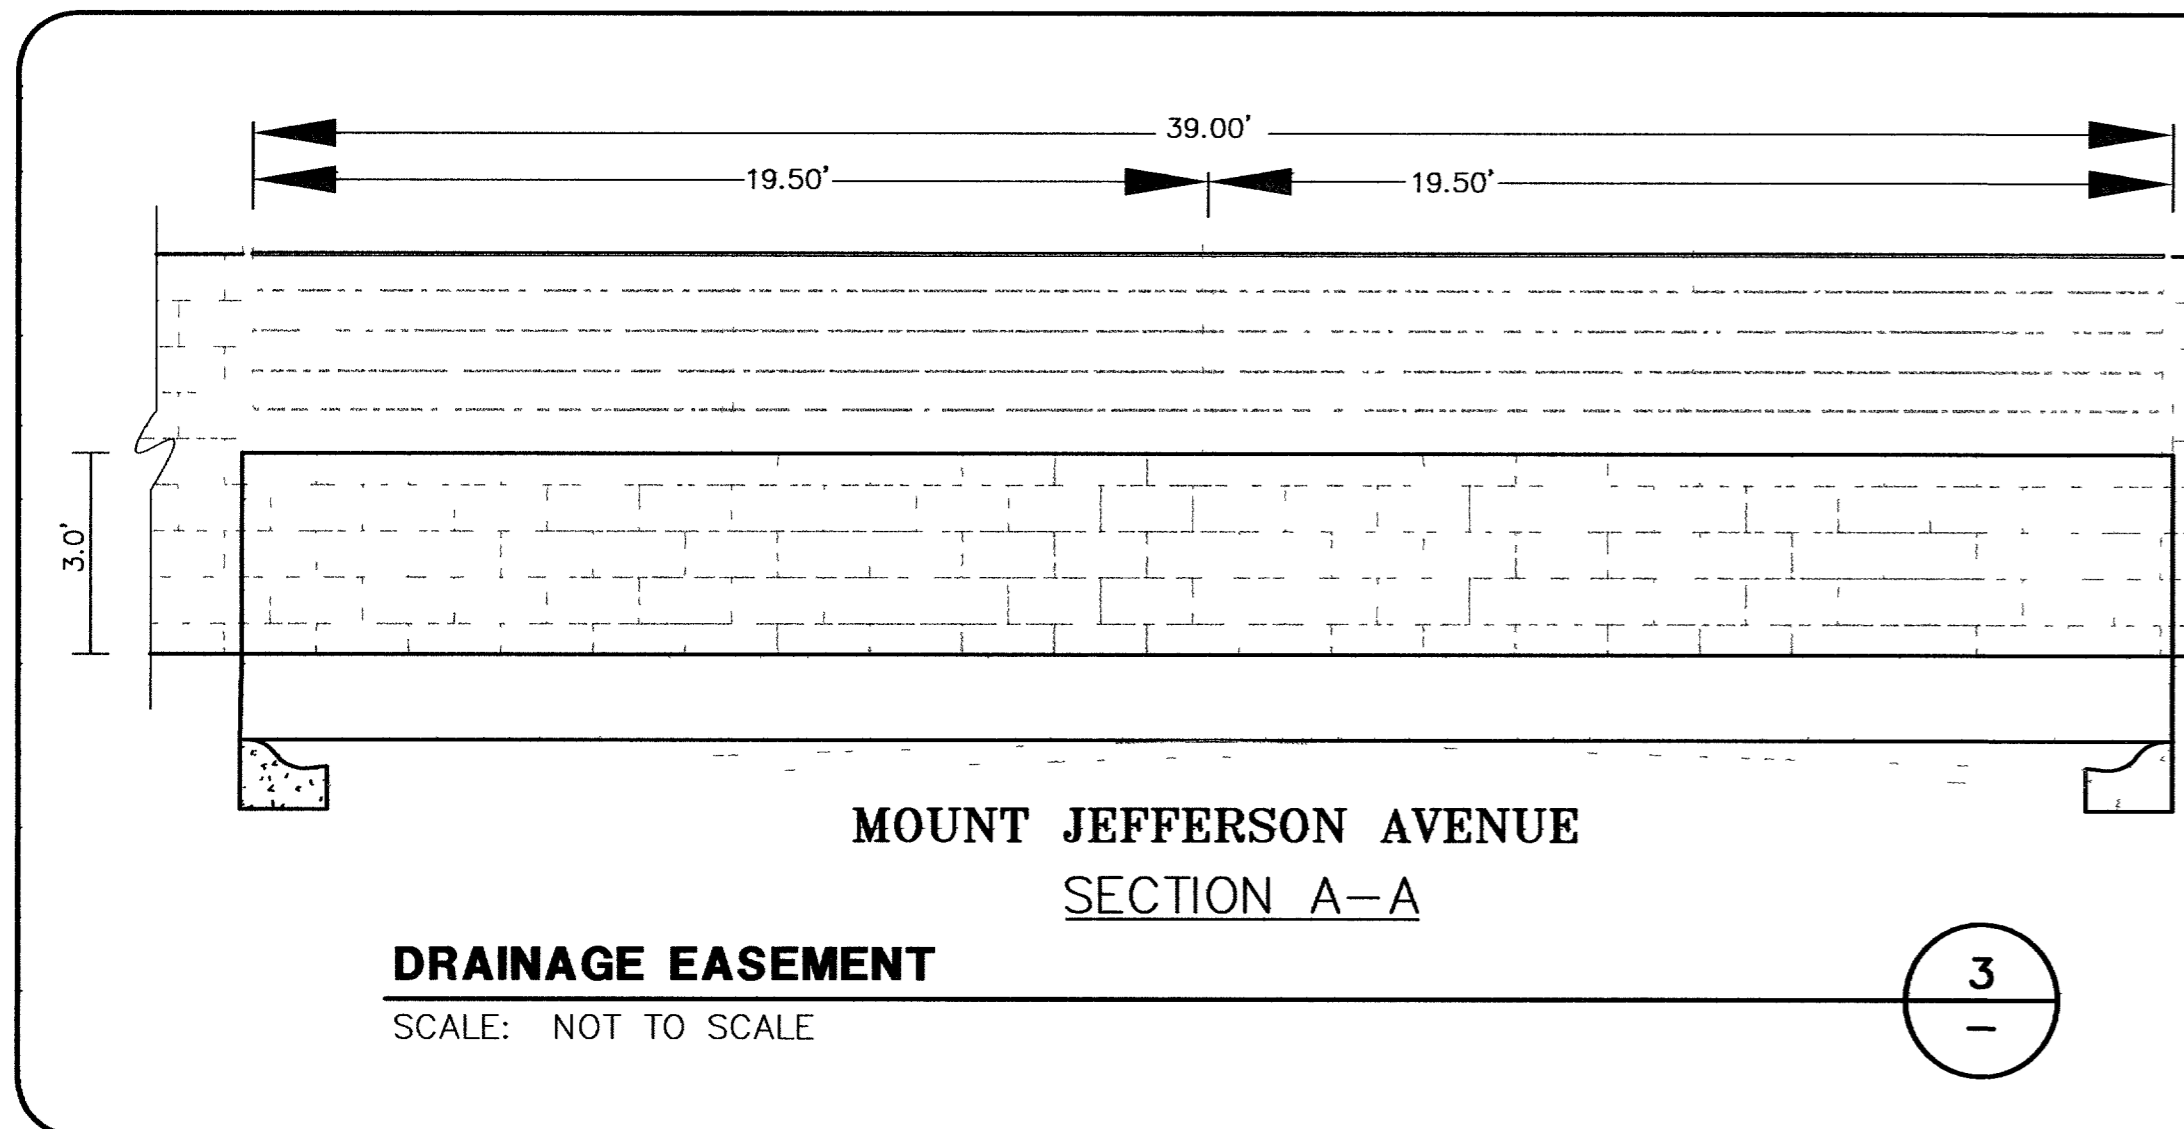 39.00'
19.50' 19.50'
3.0'
MOUNT JEFFERSON AVENUE
SECTION A-A
DRAINAGE EASEMENT
3
-
SCALE: NOT TO SCALE